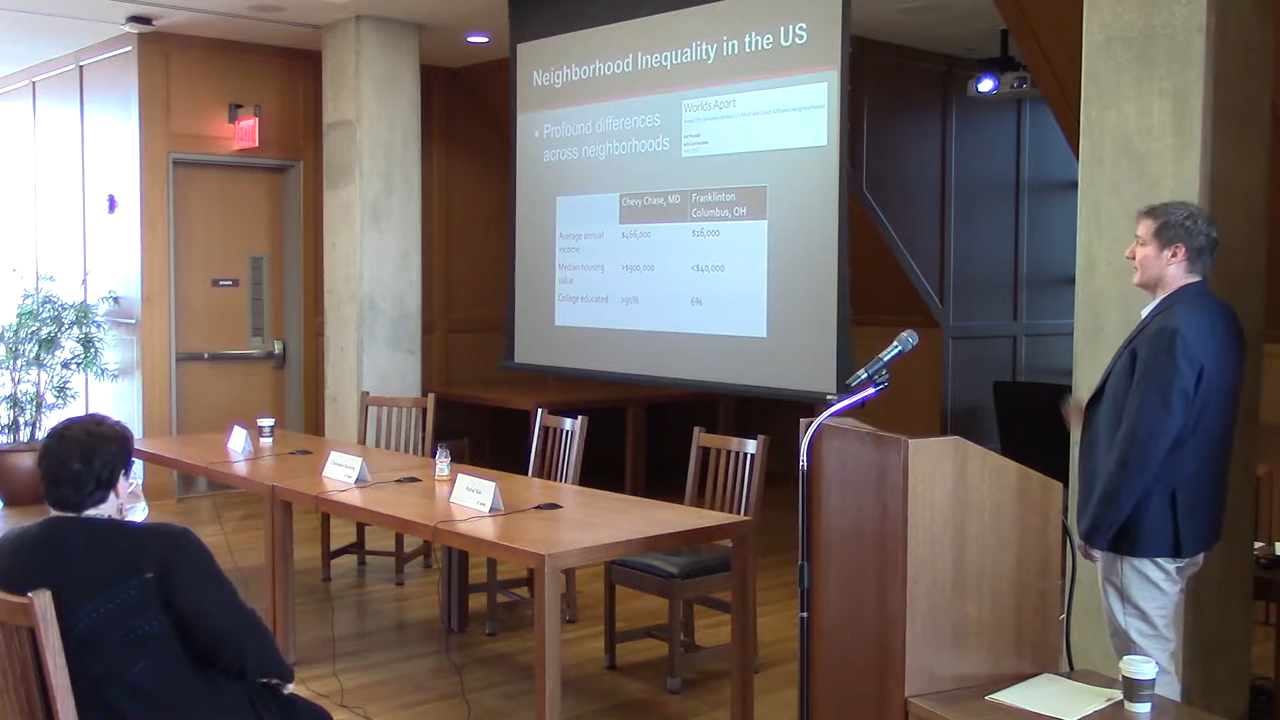 Neighborhood Inequality in the US
Worlds Apart
▪ Profound differences
across neighborhoods
Chevy Chase, MD
Franklinton
Columbus, OH
Average annual
income
$466,000
$16,000
Median housing
value
>$900,000
<$40,000
College educated
>90%
6%
EXIT